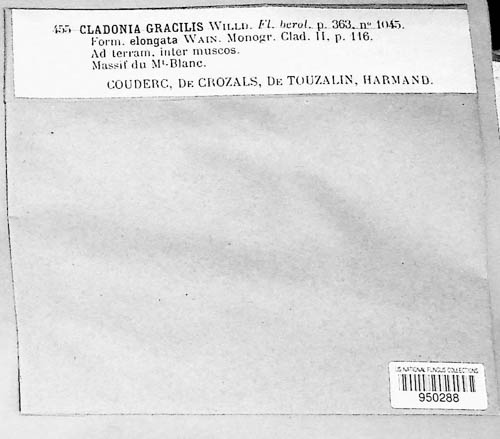 455 CLADONIA GRACILIS WILLD. Fl. berol. p. 363. no 1045.
Form. elongata WAIN. Monogr. Clad. II, p. 116.
Ad terram, inter muscos.
Massif du Mt-Blanc.
COUDERC, DE CROZALS, DE TOUZALIN, HARMAND.
US NATIONAL FUNGUS COLLECTIONS
950288